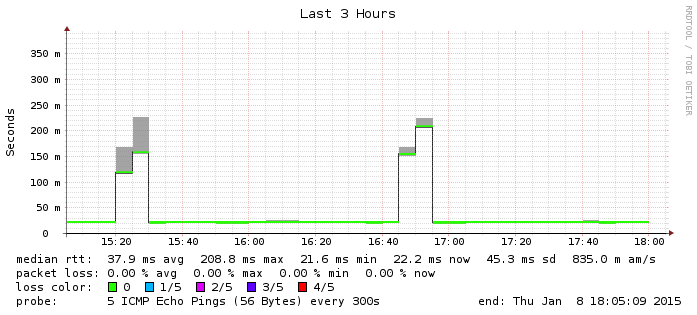 Last 3 Hours
RRDTOOL / TOBI OETIKER
Seconds
350 m
300 m
250 m
200 m
150 m
100 m
50 m
0
15:20 15:40 16:00 16:20 16:40 17:00 17:20 17:40 18:00
median rtt: 37.9 ms avg 208.8 ms max 21.6 ms min 22.2 ms now 45.3 ms sd 835.0 m am/s
packet loss: 0.00 % avg 0.00 % max 0.00 % min 0.00 % now
loss color: 0 1/5 2/5 3/5 4/5
probe: 5 ICMP Echo Pings (56 Bytes) every 300s end: Thu Jan 8 18:05:09 2015